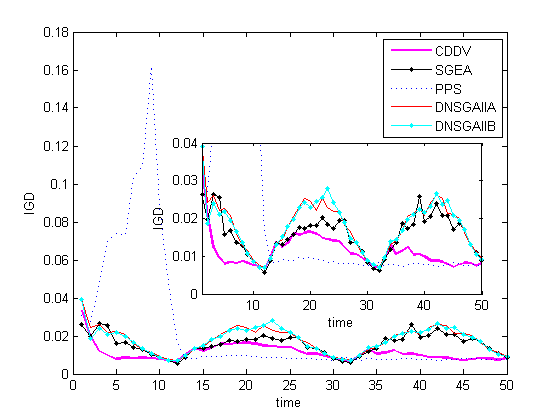 0.18
0.16
0.14
0.12
0.1
0.08
0.06
0.04
0.02
0
IGD
0 5 10 15 20 25 30 35 40 45 50
time
CDDV
SGEA
PPS
DNSGAIIA
DNSGAIIB
0.04
0.03
0.02
0.01
0
IGD
10 20 30 40 50
time